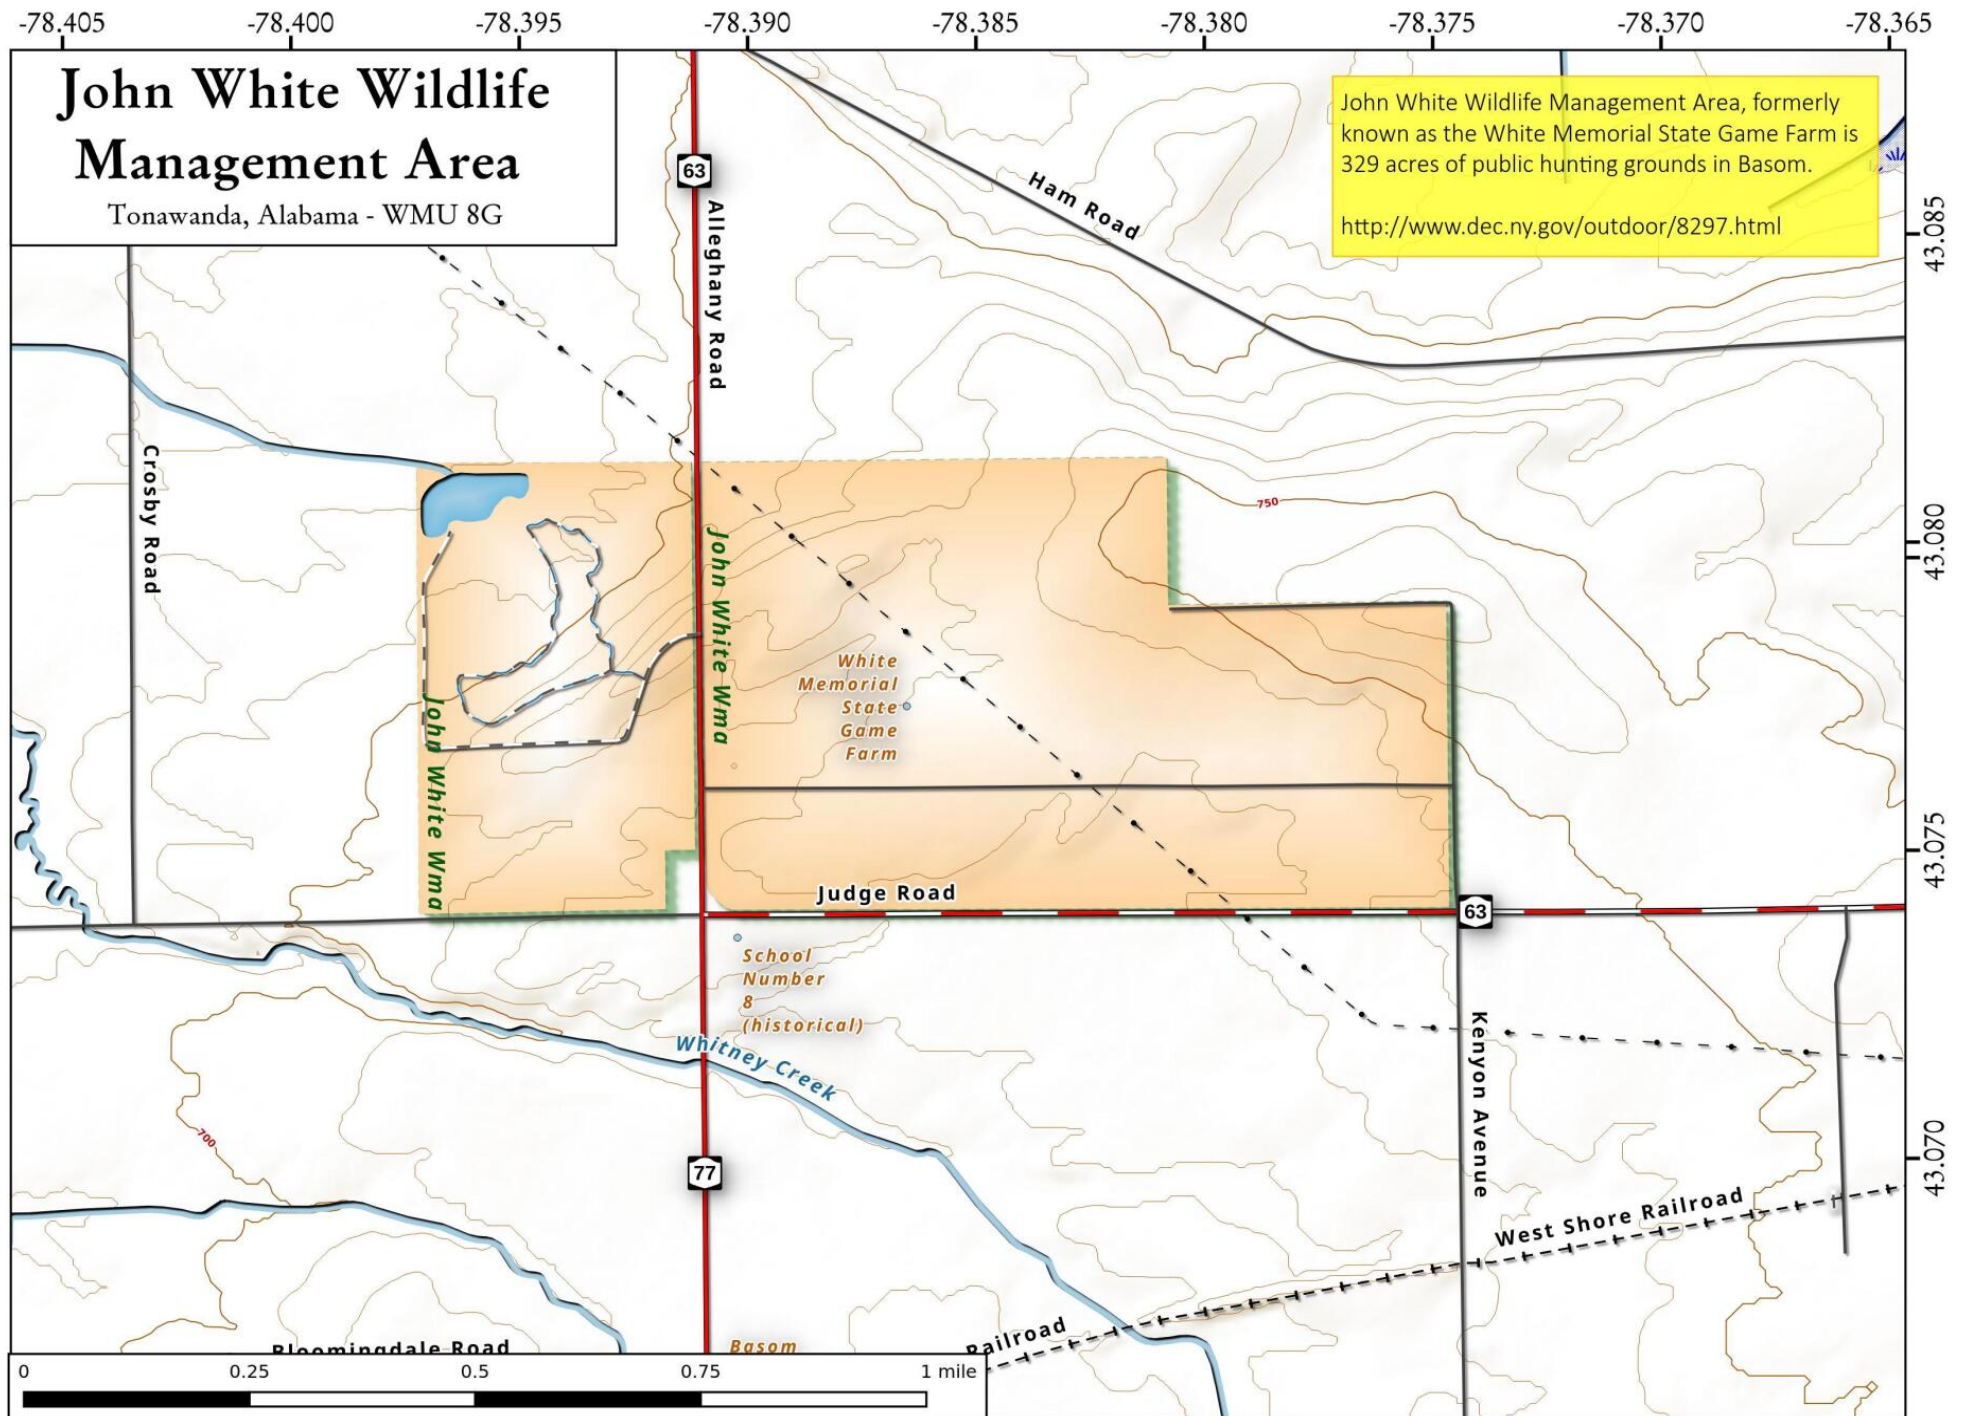 -78.400 -78.395 -78.390 -78.385 -78.380 -78.375 -78.370 -78.365
John White Wildlife
Management Area
Tonawanda, Alabama - WMU 8G
John White Wildlife Management Area, formerly
known as the White Memorial State Game Farm is
329 acres of public hunting grounds in Basom.
http://www.dec.ny.gov/outdoor/8297.html
63
Ham Road
Alleghany Road
43.085
Crosby Road
750
43.080
John White Wma
White
Memorial
State
Game
Farm
John White Wma
43.075
Judge Road
63
School
Number
8
(historical)
Whitney Creek
Kenyon Avenue
700
77
43.070
West Shore Railroad
Railroad
Bloomingdale Road
Basom
0 0.25 0.5 0.75 1 mile